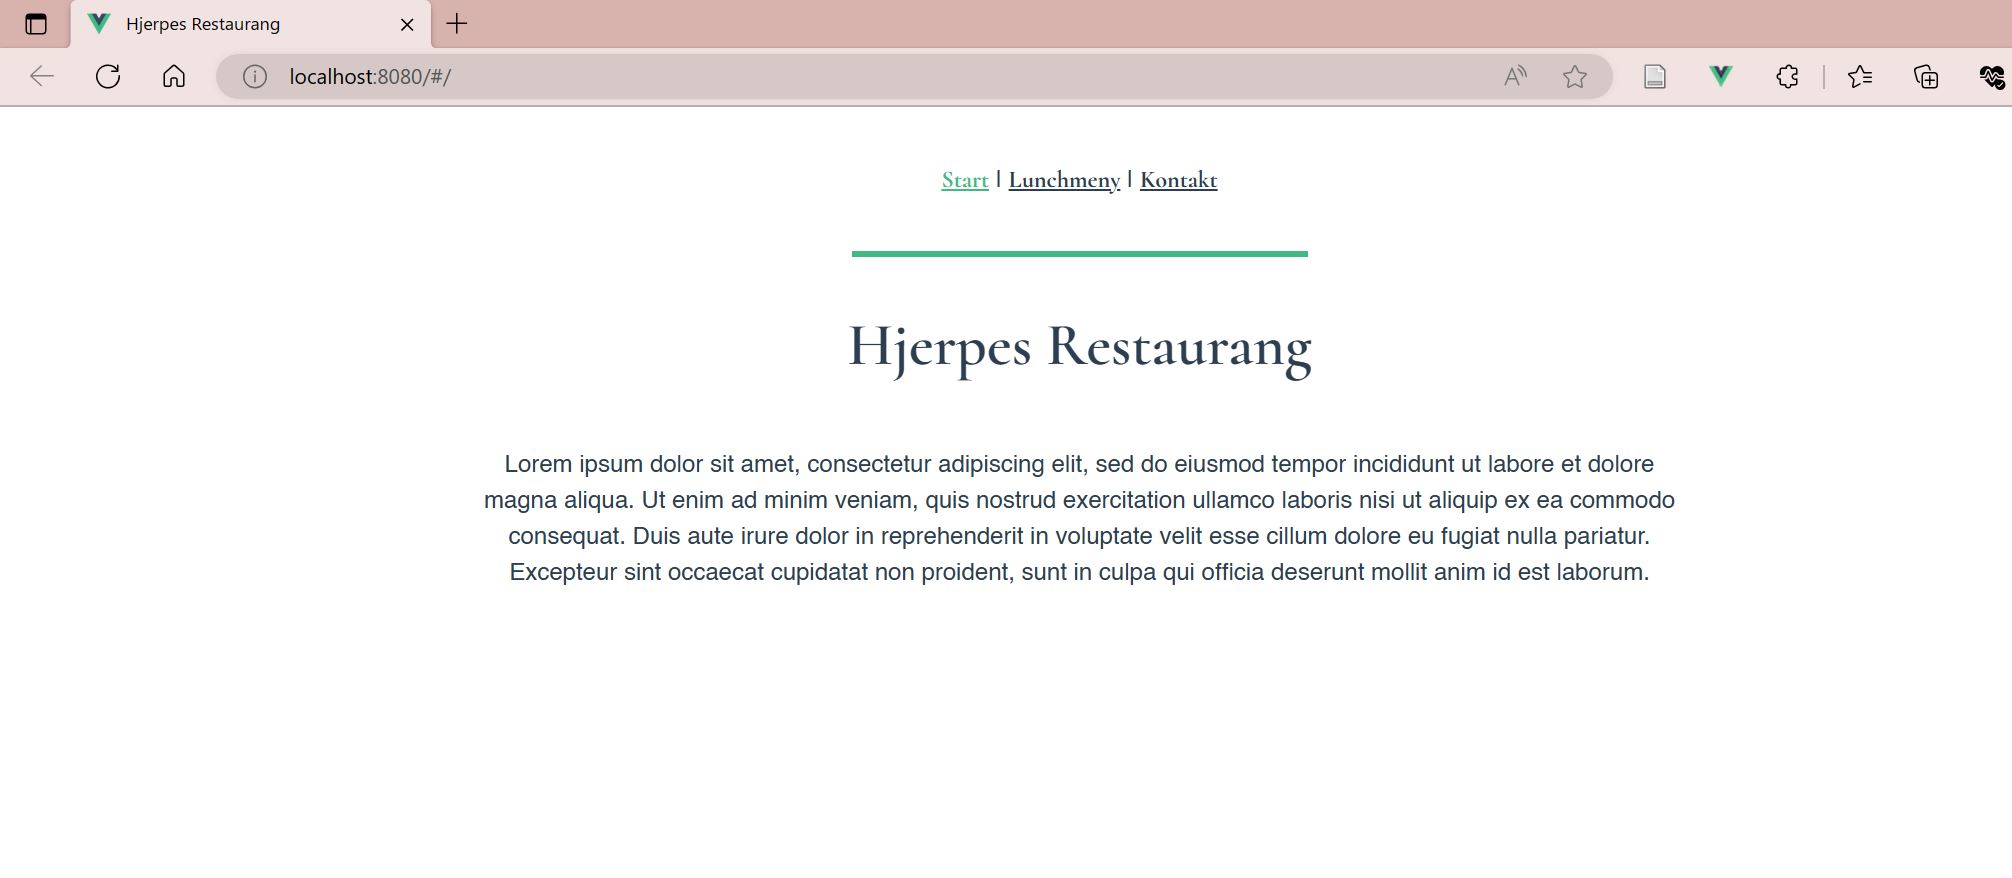 Hjerpes Restaurang
localhost:8080/#/
Start | Lunchmeny | Kontakt
Hjerpes Restaurang
Lorem ipsum dolor sit amet, consectetur adipiscing elit, sed do eiusmod tempor incididunt ut labore et dolore
magna aliqua. Ut enim ad minim veniam, quis nostrud exercitation ullamco laboris nisi ut aliquip ex ea commodo
consequat. Duis aute irure dolor in reprehenderit in voluptate velit esse cillum dolore eu fugiat nulla pariatur.
Excepteur sint occaecat cupidatat non proident, sunt in culpa qui officia deserunt mollit anim id est laborum.